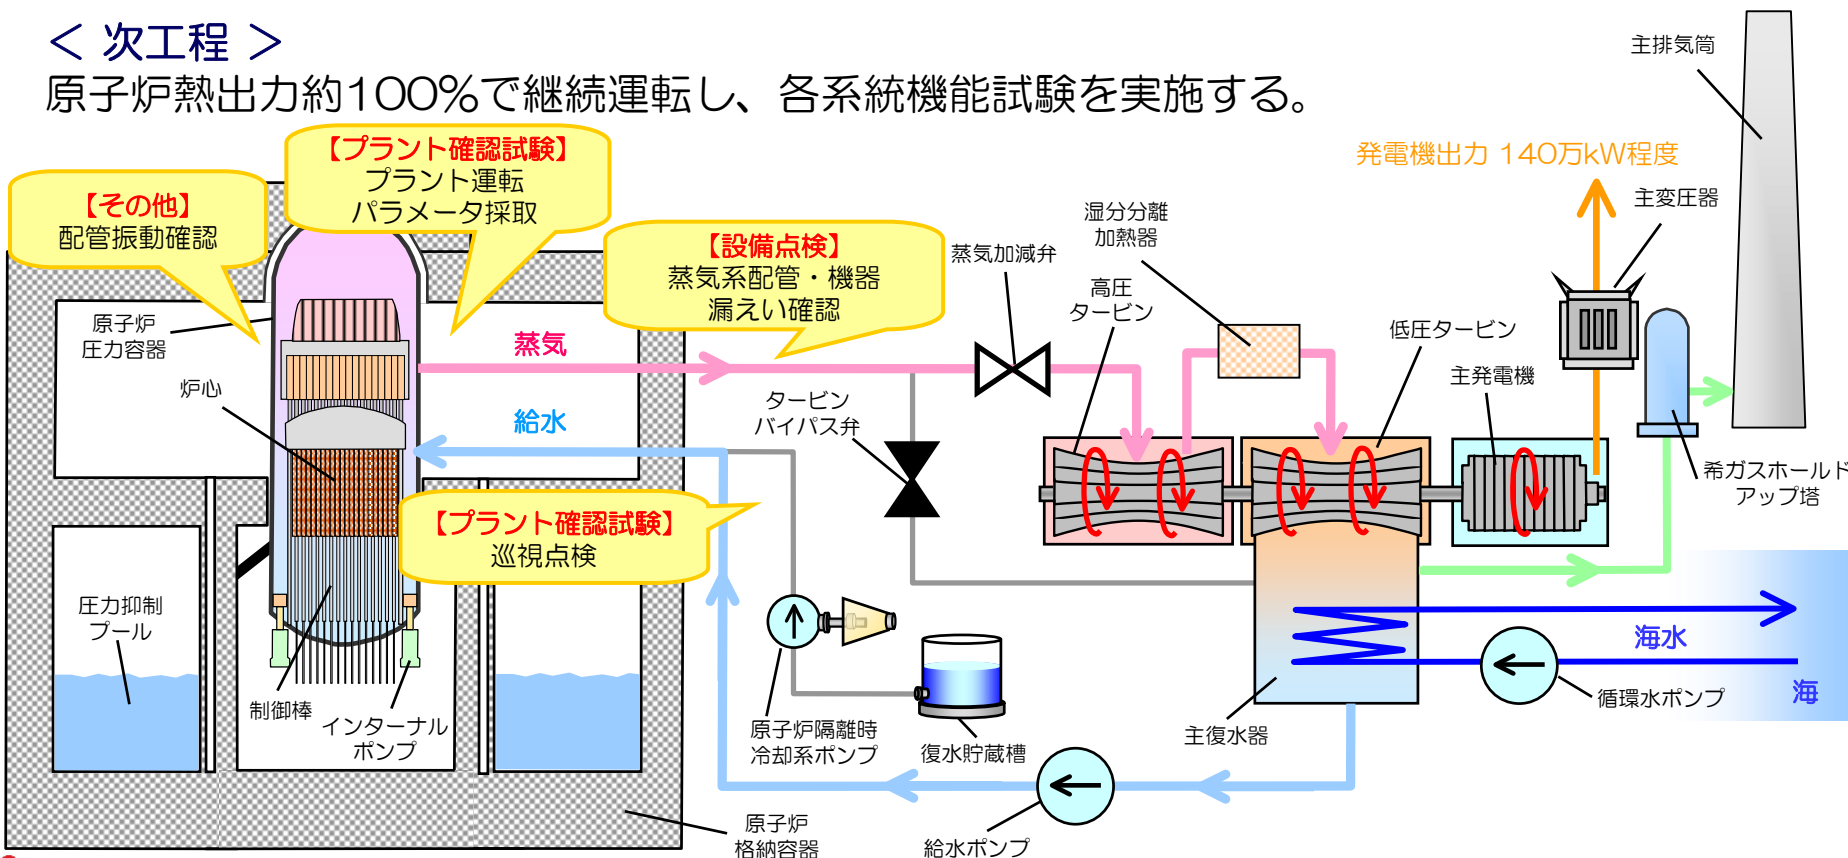 ＜ 次工程 ＞
原子炉熱出力約100%で継続運転し、各系統機能試験を実施する。
主排気筒
【プラント確認試験】
プラント運転
パラメータ採取
発電機出力 140万kW程度
【その他】
配管振動確認
主変圧器
湿分分離
加熱器
【設備点検】
蒸気系配管・機器
漏えい確認
蒸気加減弁
高圧
タービン
原子炉
圧力容器
蒸気
低圧タービン
炉心
主発電機
タービン
バイパス弁
給水
希ガスホールド
アップ塔
【プラント確認試験】
巡視点検
圧力抑制
プール
海水
海
制御棒
インターナル
ポンプ
原子炉隔離時
冷却系ポンプ
復水貯蔵槽
主復水器
循環水ポンプ
原子炉
格納容器
給水ポンプ